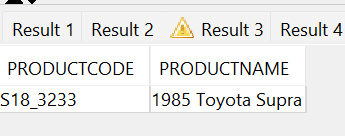 Result 1 Result 2 Result 3 Result 4
PRODUCTCODE PRODUCTNAME
S18_3233 1985 Toyota Supra